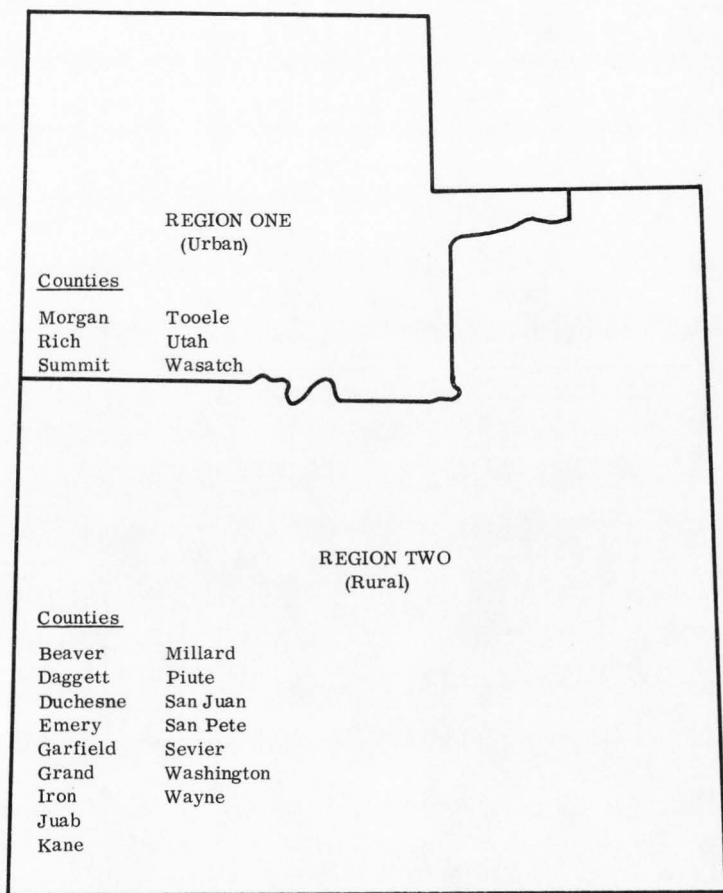 REGION ONE
(Urban)
Counties
Morgan Tooele
Rich Utah
Summit Wasatch
REGION TWO
(Rural)
Counties
Beaver Millard
Daggett Piute
Duchesne San Juan
Emery San Pete
Garfield Sevier
Grand Washington
Iron Wayne
Juab
Kane